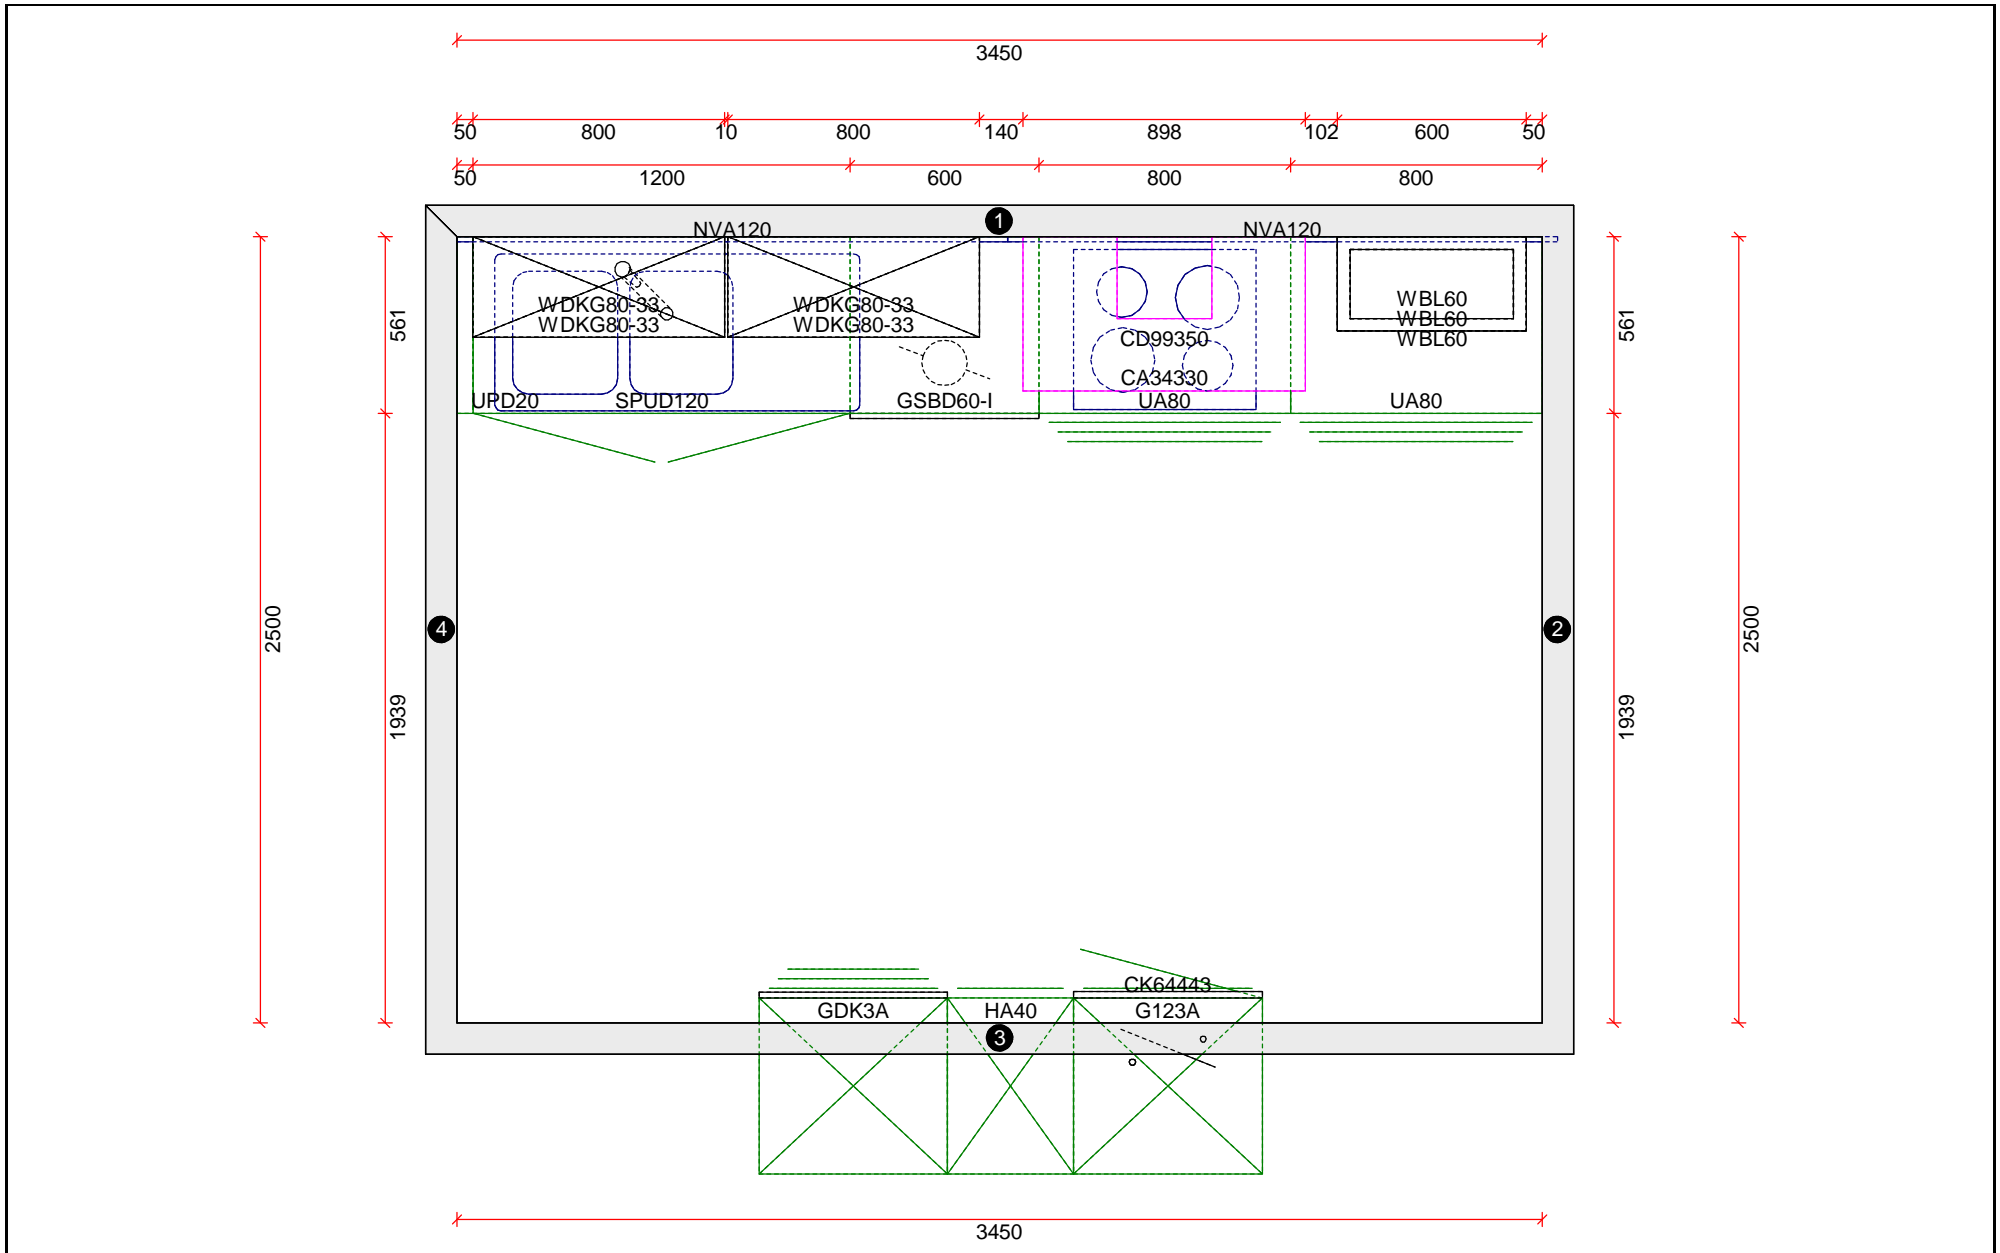 3450
50 800 10 800 140 898 102 600 50
50 1200 600 800 800
1
NVA120 NVA120
WDKG80-33 WDKG80-33 WBL60
WDKG80-33 WDKG80-33 WBL60
CD99350 WBL60
CA34330
UPD20 SPUD120 GSBD60-I UA80 UA80
561 561
2500 4 2 2500
1939 1939
CK64443
GDK3A HA40 G123A
3
3450